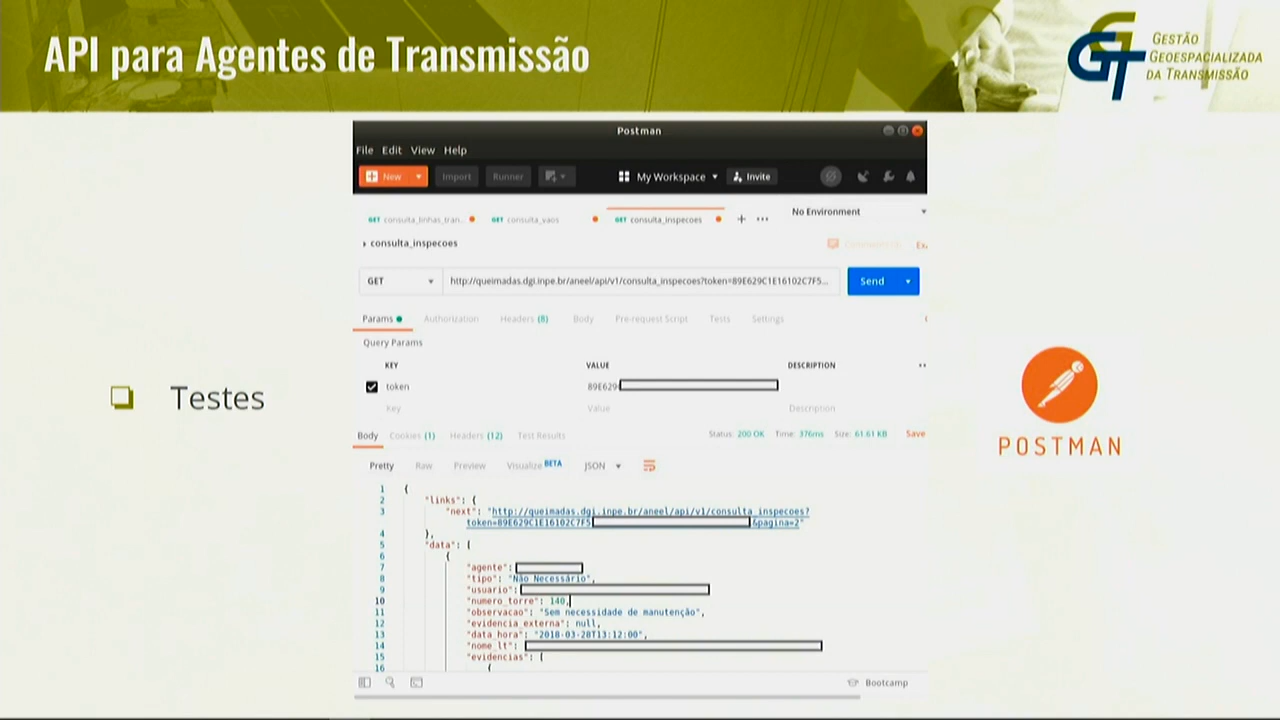 API para Agentes de Transmissão
GESTÃO
GEOESPACIALIZADA
DA TRANSMISSÃO
Testes
Postman
File Edit View Help
New Import Runner My Workspace Invite
GET consulta_linhas_tran... GET consulta_vaos GET consulta_inspecoes + ••• No Environment
consulta_inspecoes
GET http://queimadas.dgi.inpe.br/aneel/api/v1/consulta_inspecoes?token=89E629C1E16102C7F5... Send
Params Authorization Headers (8) Body Pre-request Script Tests Settings
Query Params
KEY VALUE DESCRIPTION
token 89E629
Key Value Description
Body Cookies (1) Headers (12) Test Results Status: 200 OK Time: 376ms Size: 61.61 KB Save
Pretty Raw Preview Visualize BETA JSON
1 {
2 "links": {
3 "next": "http://queimadas.dgi.inpe.br/aneel/api/v1/consulta_inspecoes?
token=89E629C1E16102C7F5 &pagina=2"
4 },
5 "data": [
6 {
7 "agente":
8 "tipo": "Não Necessário",
9 "usuario":
10 "numero_torre": 140,
11 "observacao": "Sem necessidade de manutenção",
12 "evidencia_externa": null,
13 "data_hora": "2018-03-28T13:12:00",
14 "nome_lt":
15 "evidencias": [
16 {
Bootcamp
POSTMAN